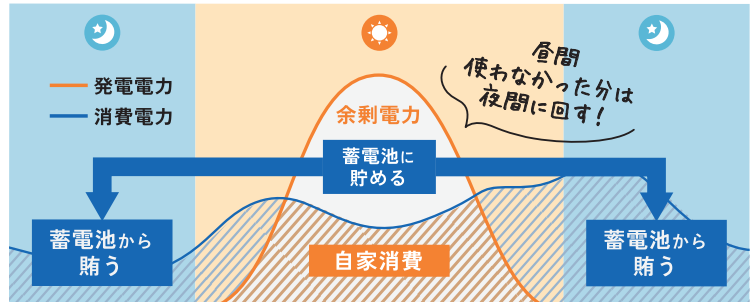 発電電力
消費電力
昼間
使わなかった分は
夜間に回す！
余剰電力
蓄電池に
貯める
蓄電池から
賄う
自家消費
蓄電池から
賄う